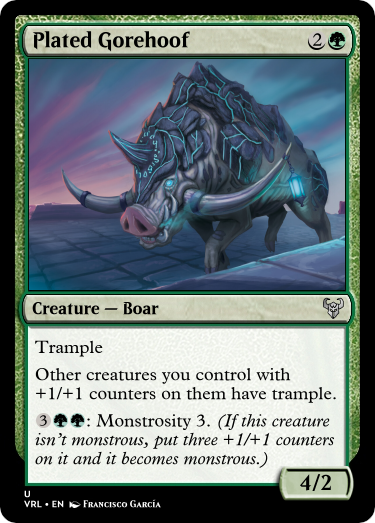 Plated Gorehoof 2
Creature — Boar
Trample
Other creatures you control with
+1/+1 counters on them have trample.
3: Monstrosity 3. (If this creature
isn't monstrous, put three +1/+1 counters
on it and it becomes monstrous.)
4/2
U
VRL • EN Francisco García